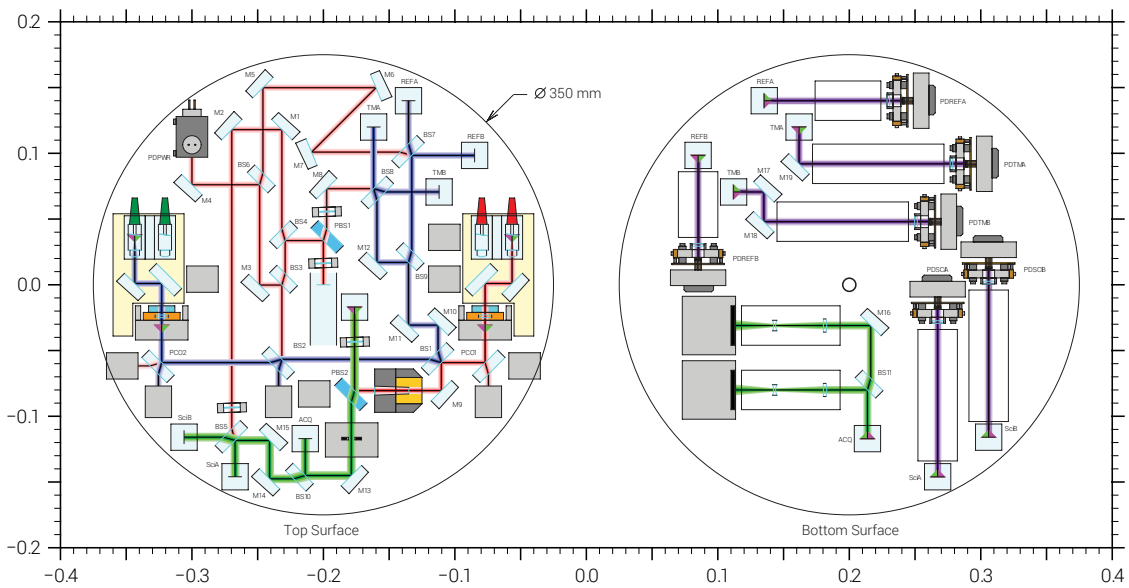 0.2
0.1
0.0
−0.1
−0.2
−0.4
−0.3
−0.2
−0.1
0.0
0.1
0.2
0.3
0.4
Ø 350 mm
M5
M6
REFA
TMA
M2
M1
BS7
REFB
PDPWR
M7
BS6
M8
BS8
TMB
M4
BS4
PBS1
M12
M3
BS3
BS9
M10
M11
PCO2
BS2
BS1
PCO1
PBS2
M9
SciB
BS5
M15
ACQ
SciA
M14
BS10
M13
Top Surface
REFA
PDREFA
TMA
REFB
M19
PDTMA
TMB
M17
M18
PDTMB
PDREFB
PDSCIA
PDSCIB
M16
BS11
ACQ
SciB
SciA
Bottom Surface